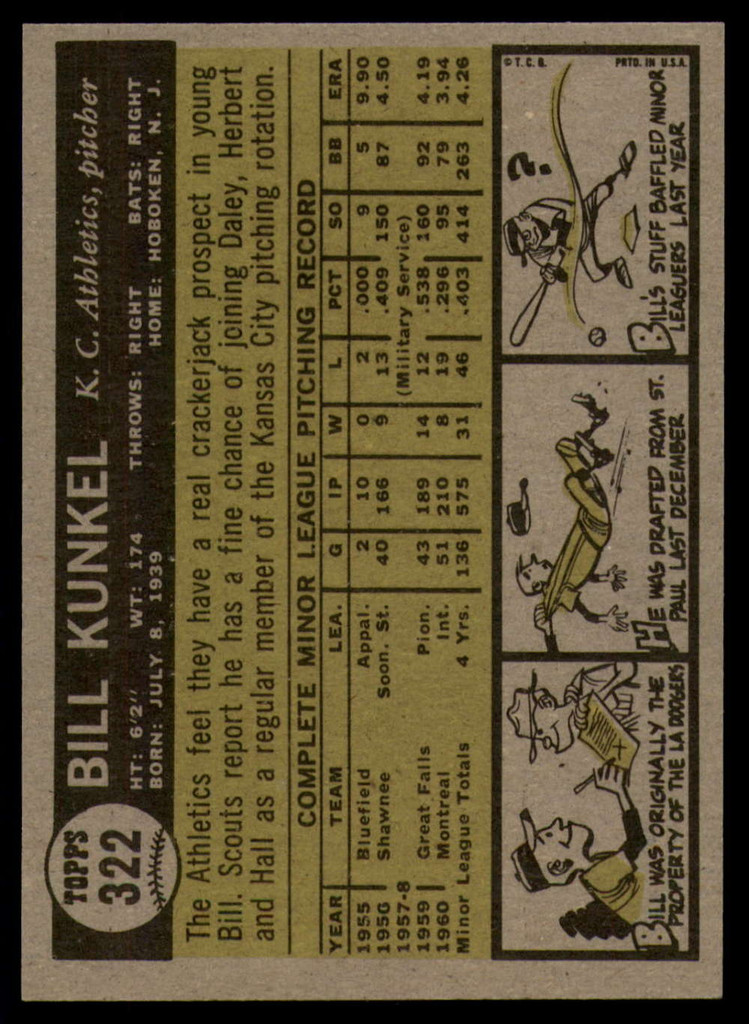 TOPPS
322
BILL KUNKEL K. C. Athletics, pitcher
HT: 6'2" WT: 174 THROWS: RIGHT BATS: RIGHT
BORN: JULY 8, 1939 HOME: HOBOKEN, N. J.
The Athletics feel they have a real crackerjack prospect in young
Bill. Scouts report he has a fine chance of joining Daley, Herbert
and Hall as a regular member of the Kansas City pitching rotation.
COMPLETE MINOR LEAGUE PITCHING RECORD
YEAR TEAM LEA. G IP W L PCT SO BB ERA
1955 Bluefield Appal. 2 10 0 2 .000 9 5 9.90
1956 Shawnee Soon. St. 40 166 9 13 .409 150 87 4.50
1957-8 (Military Service)
1959 Great Falls Pion. 43 189 14 12 .538 160 92 4.19
1960 Montreal Int. 51 210 8 19 .296 95 79 3.94
Minor League Totals 4 Yrs. 136 575 31 46 .403 414 263 4.26
X
BILL WAS ORIGINALLY THE
PROPERTY OF THE LA DODGERS
HE WAS DRAFTED FROM ST.
PAUL LAST DECEMBER
© T. C. G. PRTD. IN U.S.A.
?
BILL'S STUFF BAFFLED MINOR
LEAGUERS LAST YEAR